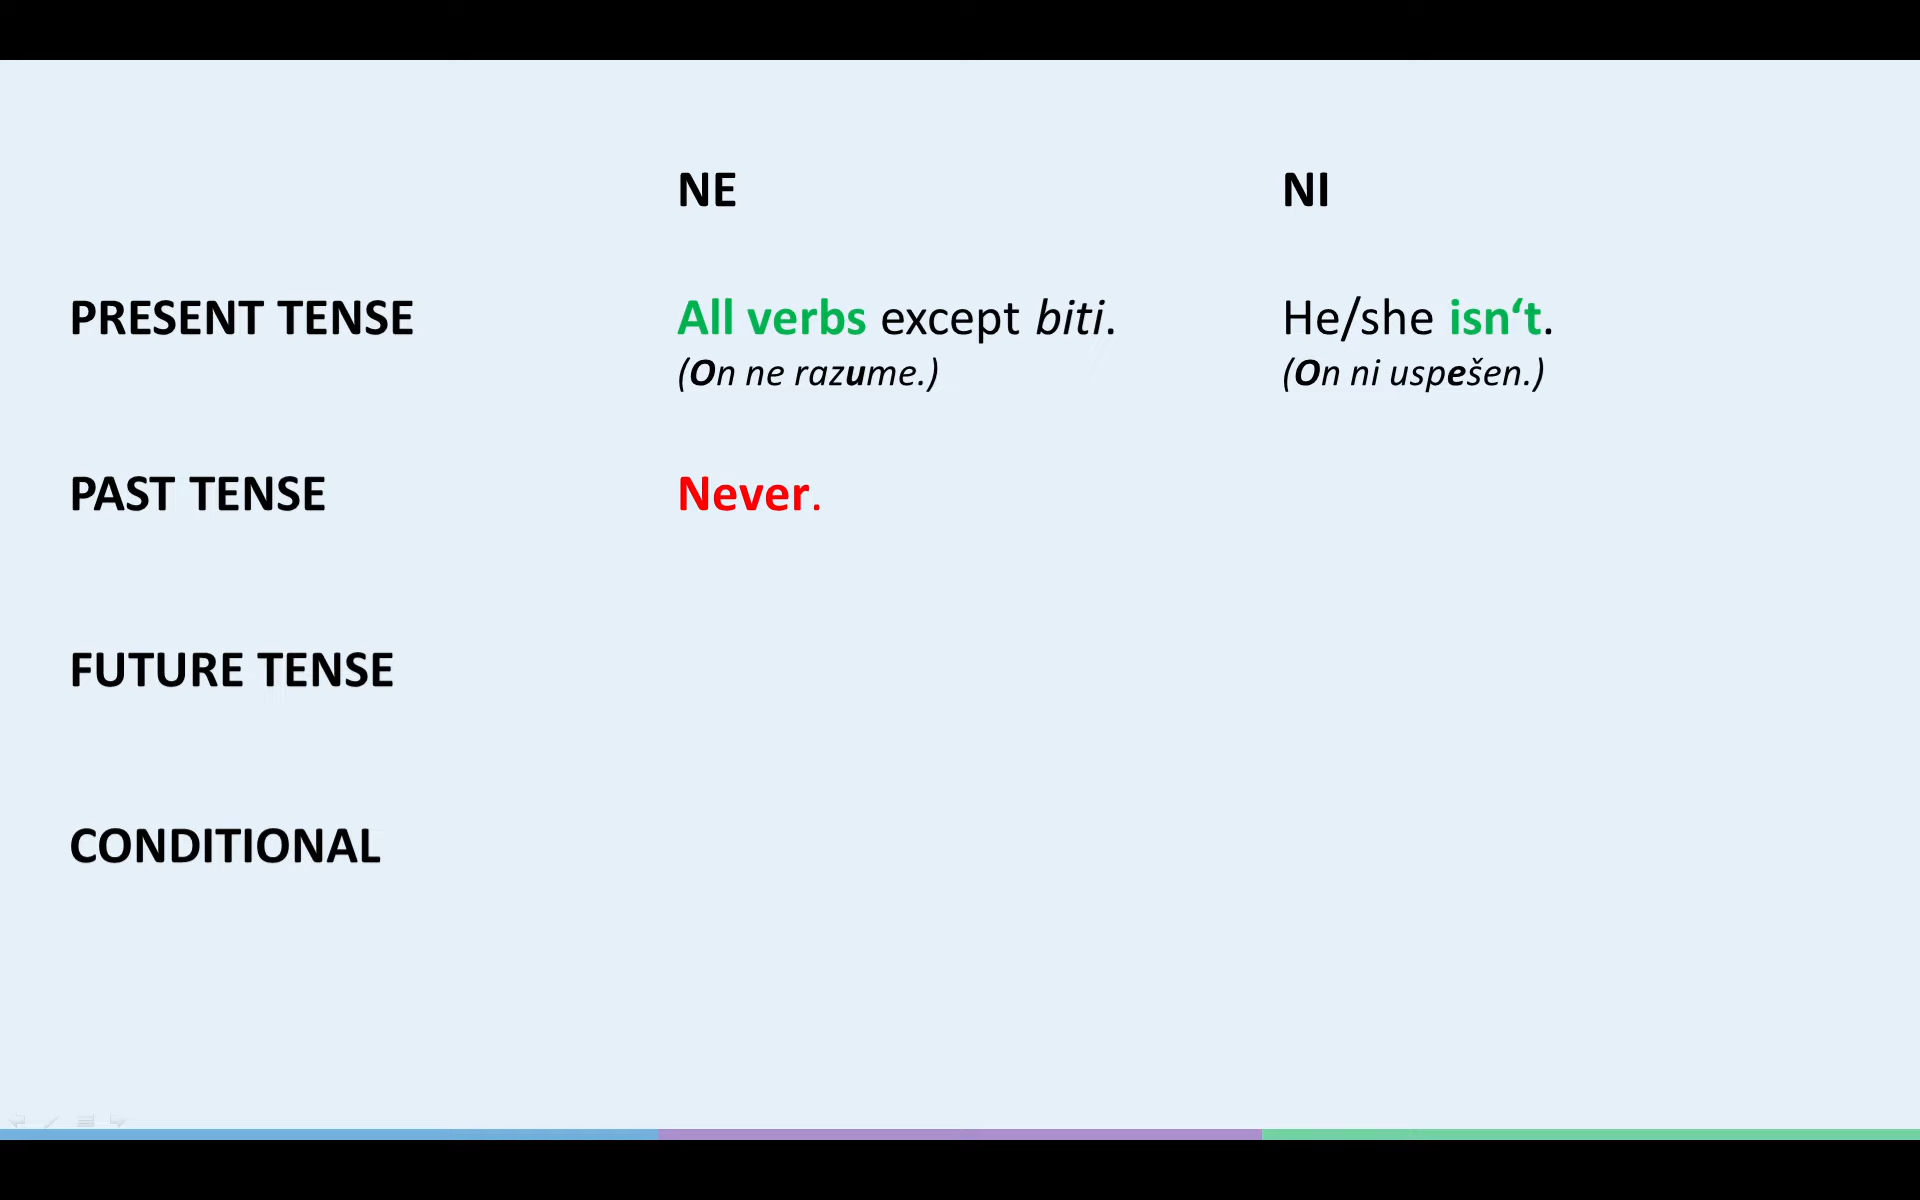 NE NI
PRESENT TENSE All verbs except biti. He/she isn‘t.
(On ne razume.) (On ni uspešen.)
PAST TENSE Never.
FUTURE TENSE
CONDITIONAL